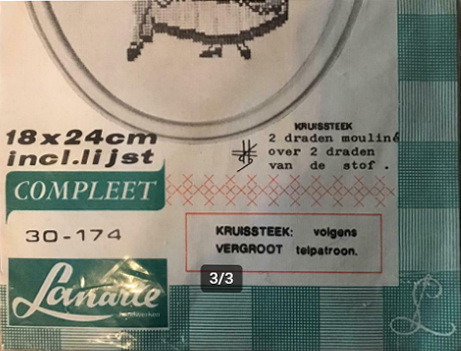 18x24cm
incl.lijst
COMPLEET
30-174
Lanarte
KRUISSTEEK
2 draden mouliné
over 2 draden
van de stof.
KRUISSTEEK: volgens
VERGROOT telpatroon.
3/3
L